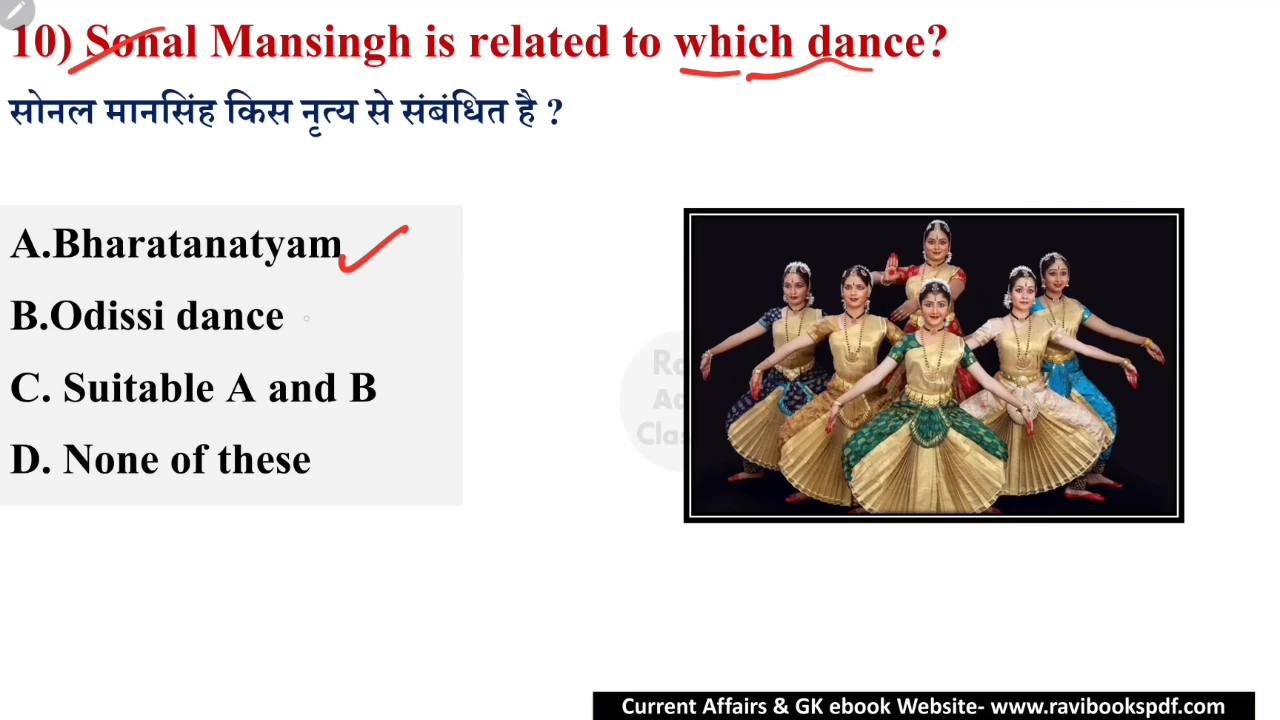 10) Sonal Mansingh is related to which dance?
सोनल मानसिंह किस नृत्य से संबंधित है ?
A.Bharatanatyam
B.Odissi dance
C. Suitable A and B
D. None of these
Current Affairs & GK ebook Website- www.ravibookspdf.com